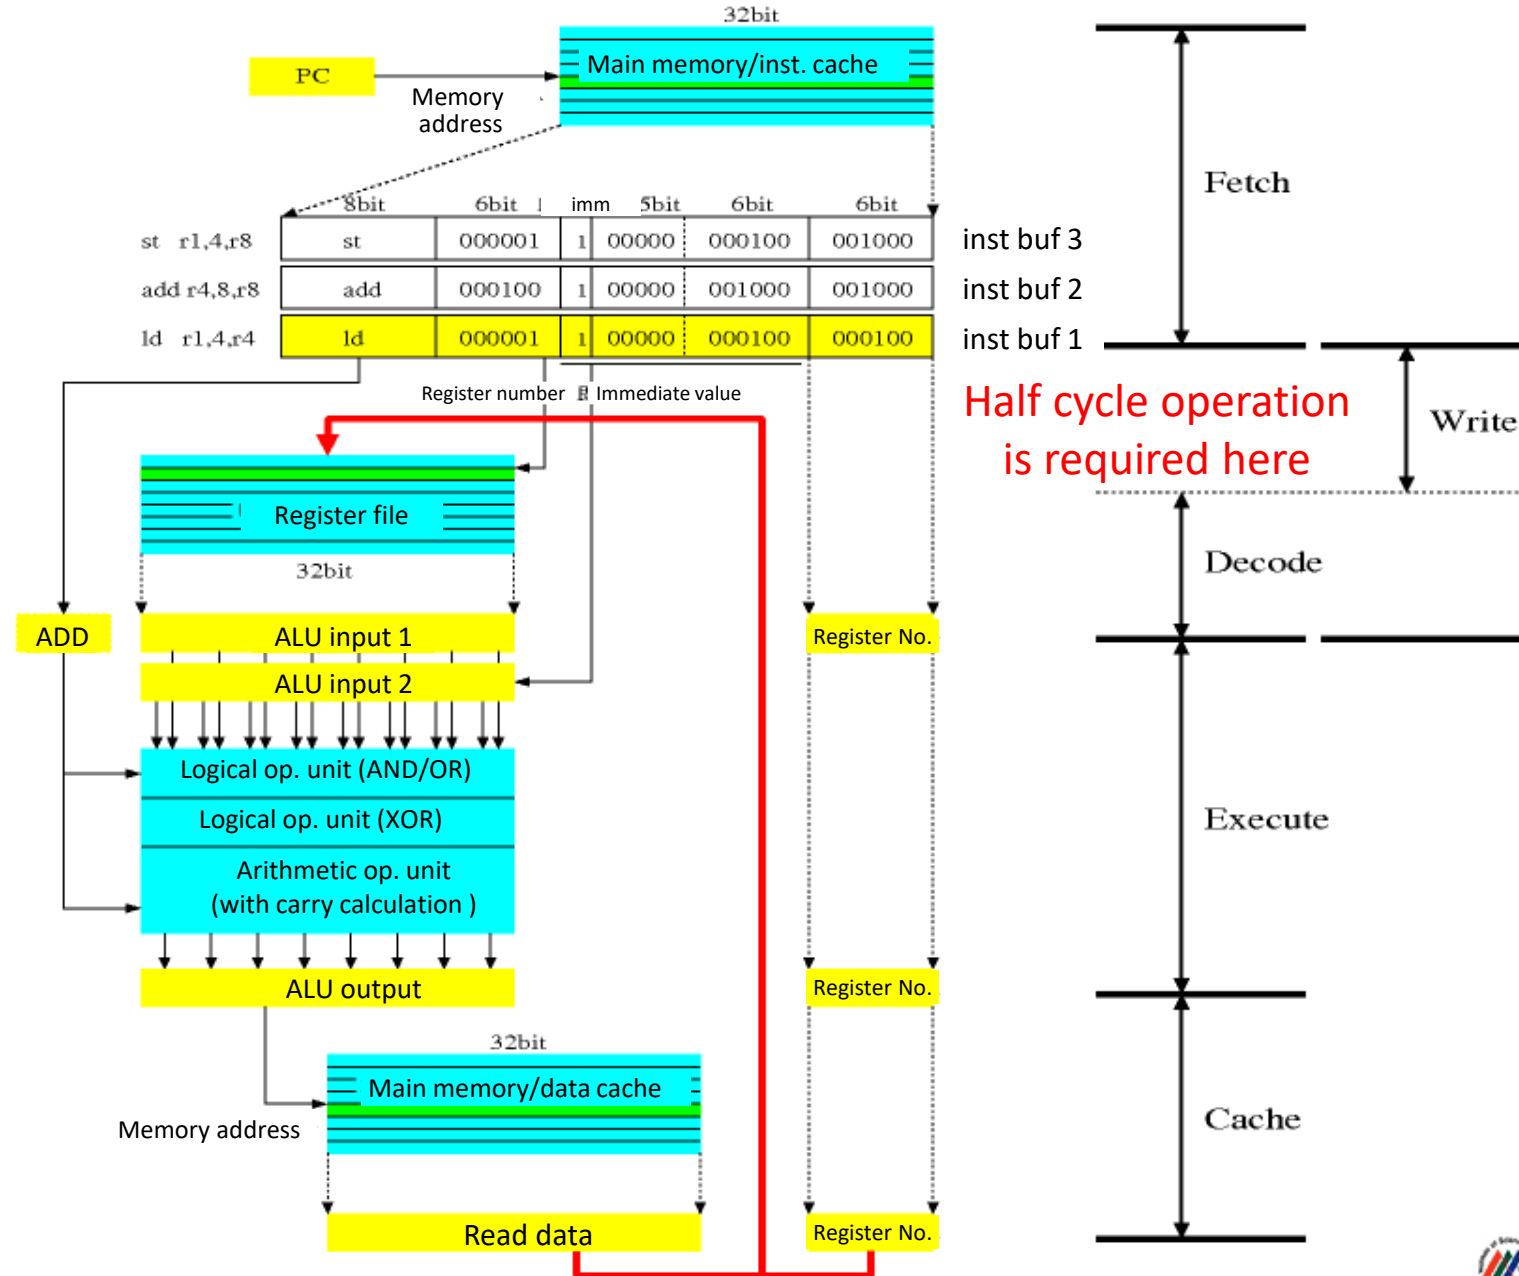 32bit
PC
Main memory/inst. cache
Memory
address
Fetch
8bit 6bit imm 5bit 6bit 6bit
st r1,4,r8 st 000001 1 00000 000100 001000 inst buf 3
add r4,8,r8 add 000100 1 00000 001000 001000 inst buf 2
ld r1,4,r4 ld 000001 1 00000 000100 000100 inst buf 1
Register number Immediate value
Half cycle operation
is required here
Write
Register file
32bit
Decode
ADD
ALU input 1
Register No.
ALU input 2
Logical op. unit (AND/OR)
Logical op. unit (XOR)
Execute
Arithmetic op. unit
(with carry calculation )
ALU output
Register No.
32bit
Main memory/data cache
Memory address
Cache
Read data
Register No.